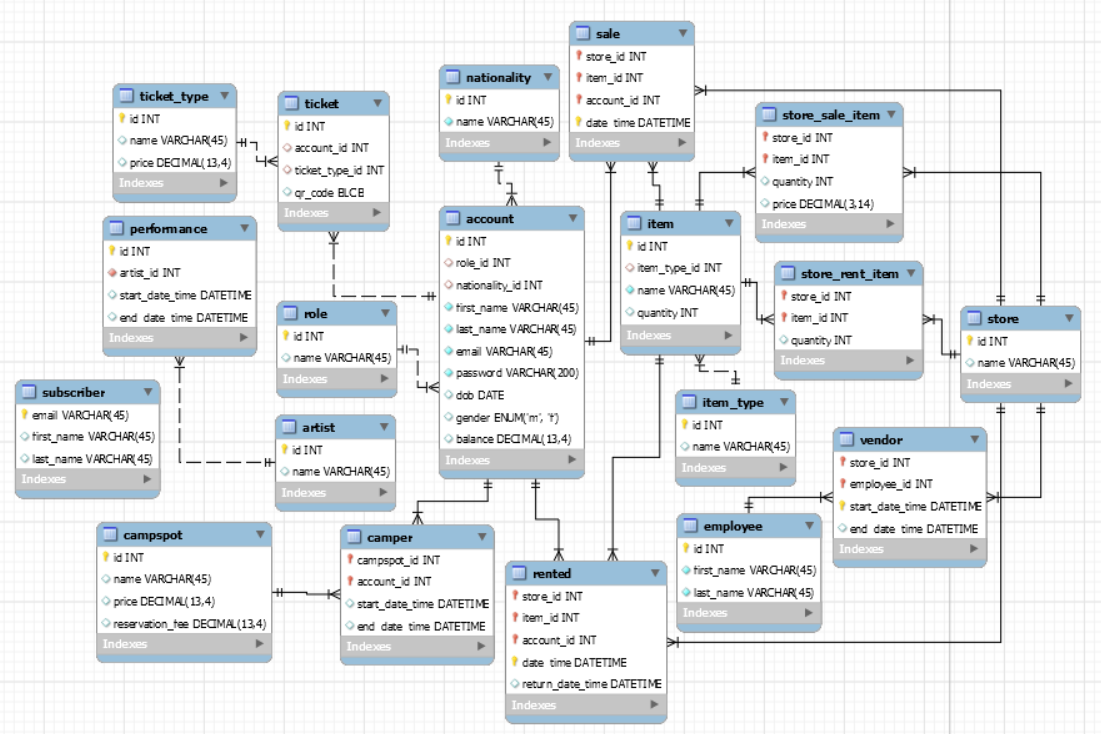 sale
store_id INT
item_id INT
account_id INT
date_time DATETIME
Indexes
nationality
id INT
name VARCHAR(45)
Indexes
ticket_type
id INT
name VARCHAR(45)
price DECIMAL(13,4)
Indexes
ticket
id INT
account_id INT
ticket_type_id INT
qr_code BLOB
Indexes
store_sale_item
store_id INT
item_id INT
quantity INT
price DECIMAL(3,14)
Indexes
performance
id INT
artist_id INT
start_date_time DATETIME
end_date_time DATETIME
Indexes
account
id INT
role_id INT
nationality_id INT
first_name VARCHAR(45)
last_name VARCHAR(45)
email VARCHAR(45)
password VARCHAR(200)
dob DATE
gender ENUM('m', 'f')
balance DECIMAL(13,4)
Indexes
item
id INT
item_type_id INT
name VARCHAR(45)
quantity INT
Indexes
store_rent_item
store_id INT
item_id INT
quantity INT
Indexes
role
id INT
name VARCHAR(45)
Indexes
store
id INT
name VARCHAR(45)
Indexes
subscriber
email VARCHAR(45)
first_name VARCHAR(45)
last_name VARCHAR(45)
Indexes
artist
id INT
name VARCHAR(45)
Indexes
item_type
id INT
name VARCHAR(45)
Indexes
vendor
store_id INT
employee_id INT
start_date_time DATETIME
end_date_time DATETIME
Indexes
campspot
id INT
name VARCHAR(45)
price DECIMAL(13,4)
reservation_fee DECIMAL(13,4)
Indexes
camper
campspot_id INT
account_id INT
start_date_time DATETIME
end_date_time DATETIME
Indexes
employee
id INT
first_name VARCHAR(45)
last_name VARCHAR(45)
Indexes
rented
store_id INT
item_id INT
account_id INT
date_time DATETIME
return_date_time DATETIME
Indexes